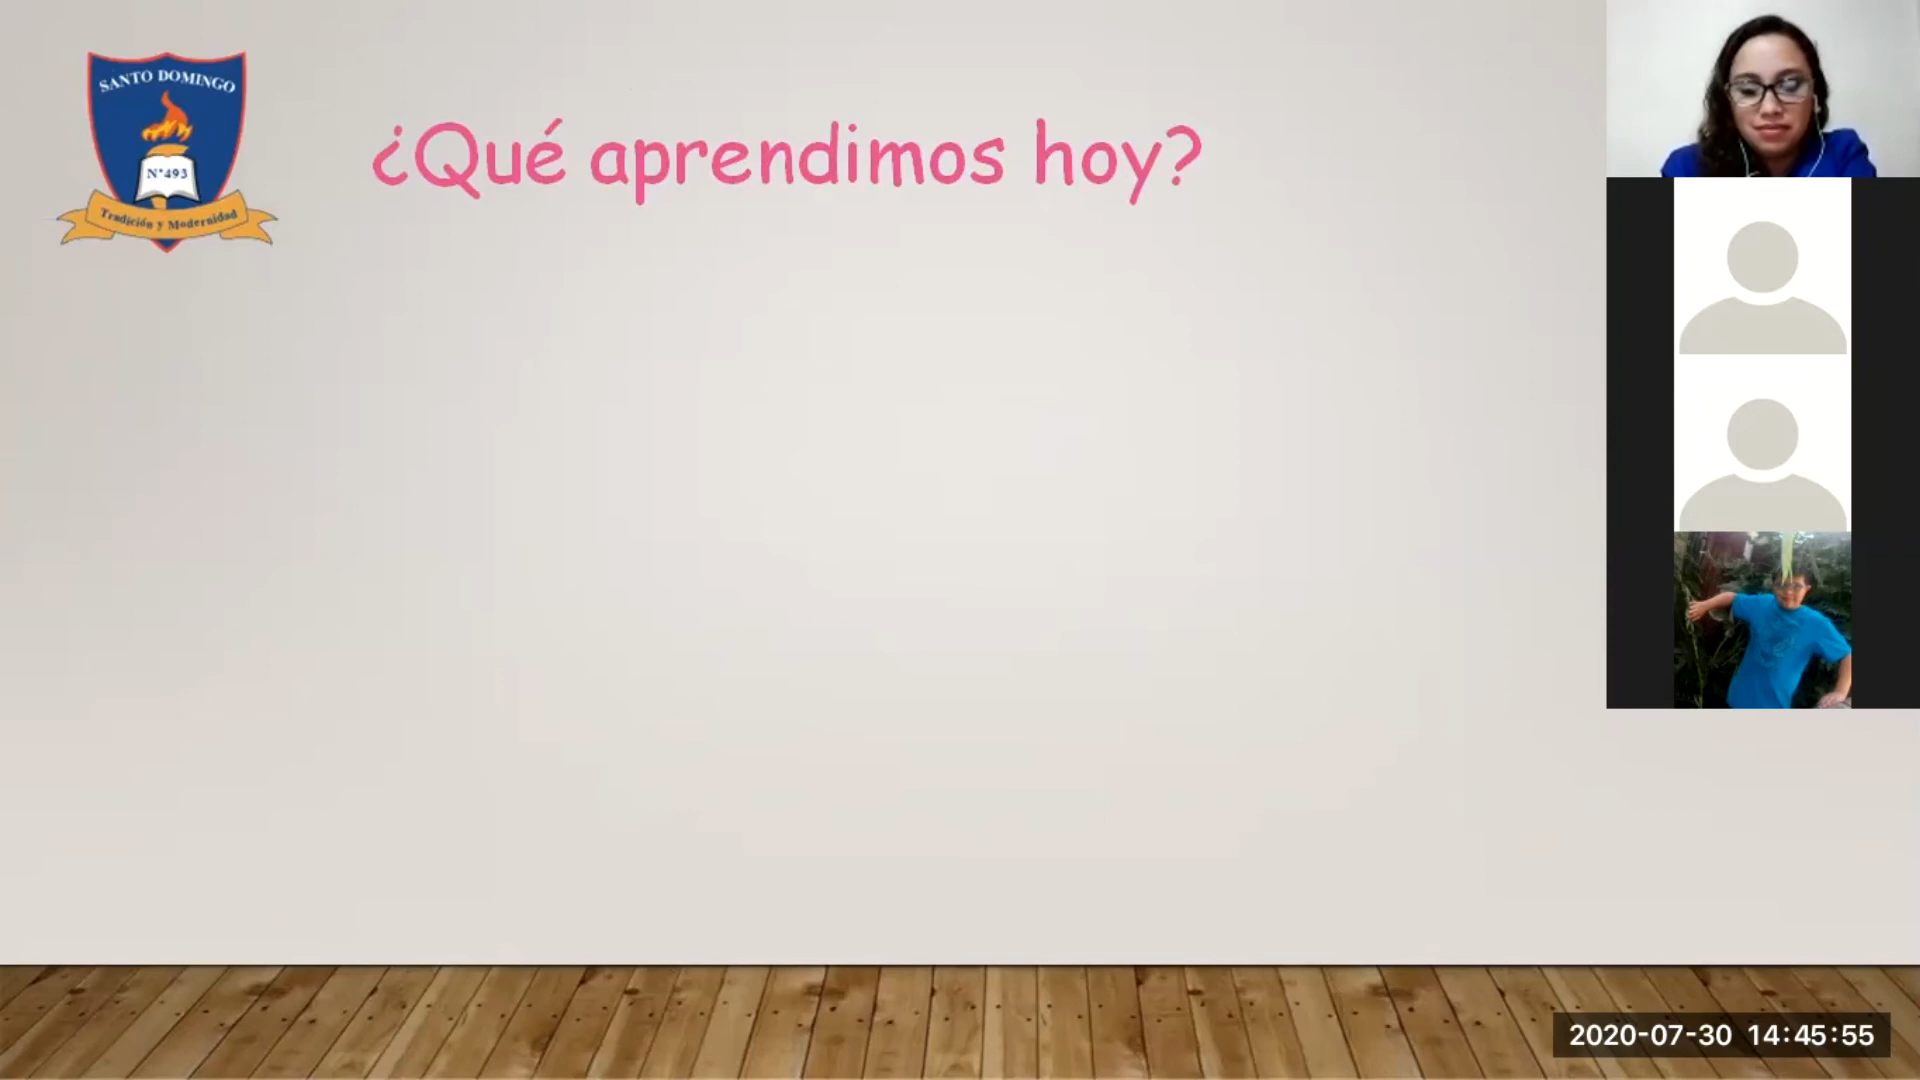 SANTO DOMINGO
N°493
Tradición y Modernidad
¿Qué aprendimos hoy?
2020-07-30 14:45:55